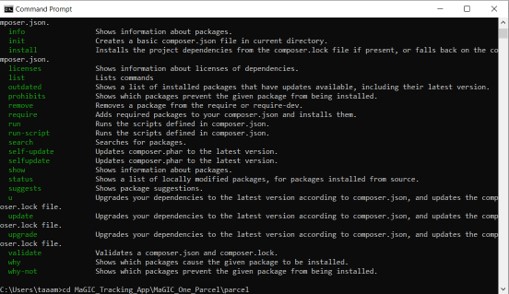 Command Prompt
mposer.json.
info Shows information about packages.
init Creates a basic composer.json file in current directory.
install Installs the project dependencies from the composer.lock file if present, or falls back on the co
mposer.json.
licenses Shows information about licenses of dependencies.
list Lists commands
outdated Shows a list of installed packages that have updates available, including their latest version.
prohibits Shows which packages prevent the given package from being installed.
remove Removes a package from the require or require-dev.
require Adds required packages to your composer.json and installs them.
run Runs the scripts defined in composer.json.
run-script Runs the scripts defined in composer.json.
search Searches for packages.
self-update Updates composer.phar to the latest version.
selfupdate Updates composer.phar to the latest version.
show Shows information about packages.
status Shows a list of locally modified packages, for packages installed from source.
suggests Shows package suggestions.
u Upgrades your dependencies to the latest version according to composer.json, and updates the comp
oser.lock file.
update Upgrades your dependencies to the latest version according to composer.json, and updates the comp
oser.lock file.
upgrade Upgrades your dependencies to the latest version according to composer.json, and updates the comp
oser.lock file.
validate Validates a composer.json and composer.lock.
why Shows which packages cause the given package to be installed.
why-not Shows which packages prevent the given package from being installed.
C:\Users\taaam>cd MaGIC_Tracking_App\MaGIC_One_Parcel\parcel